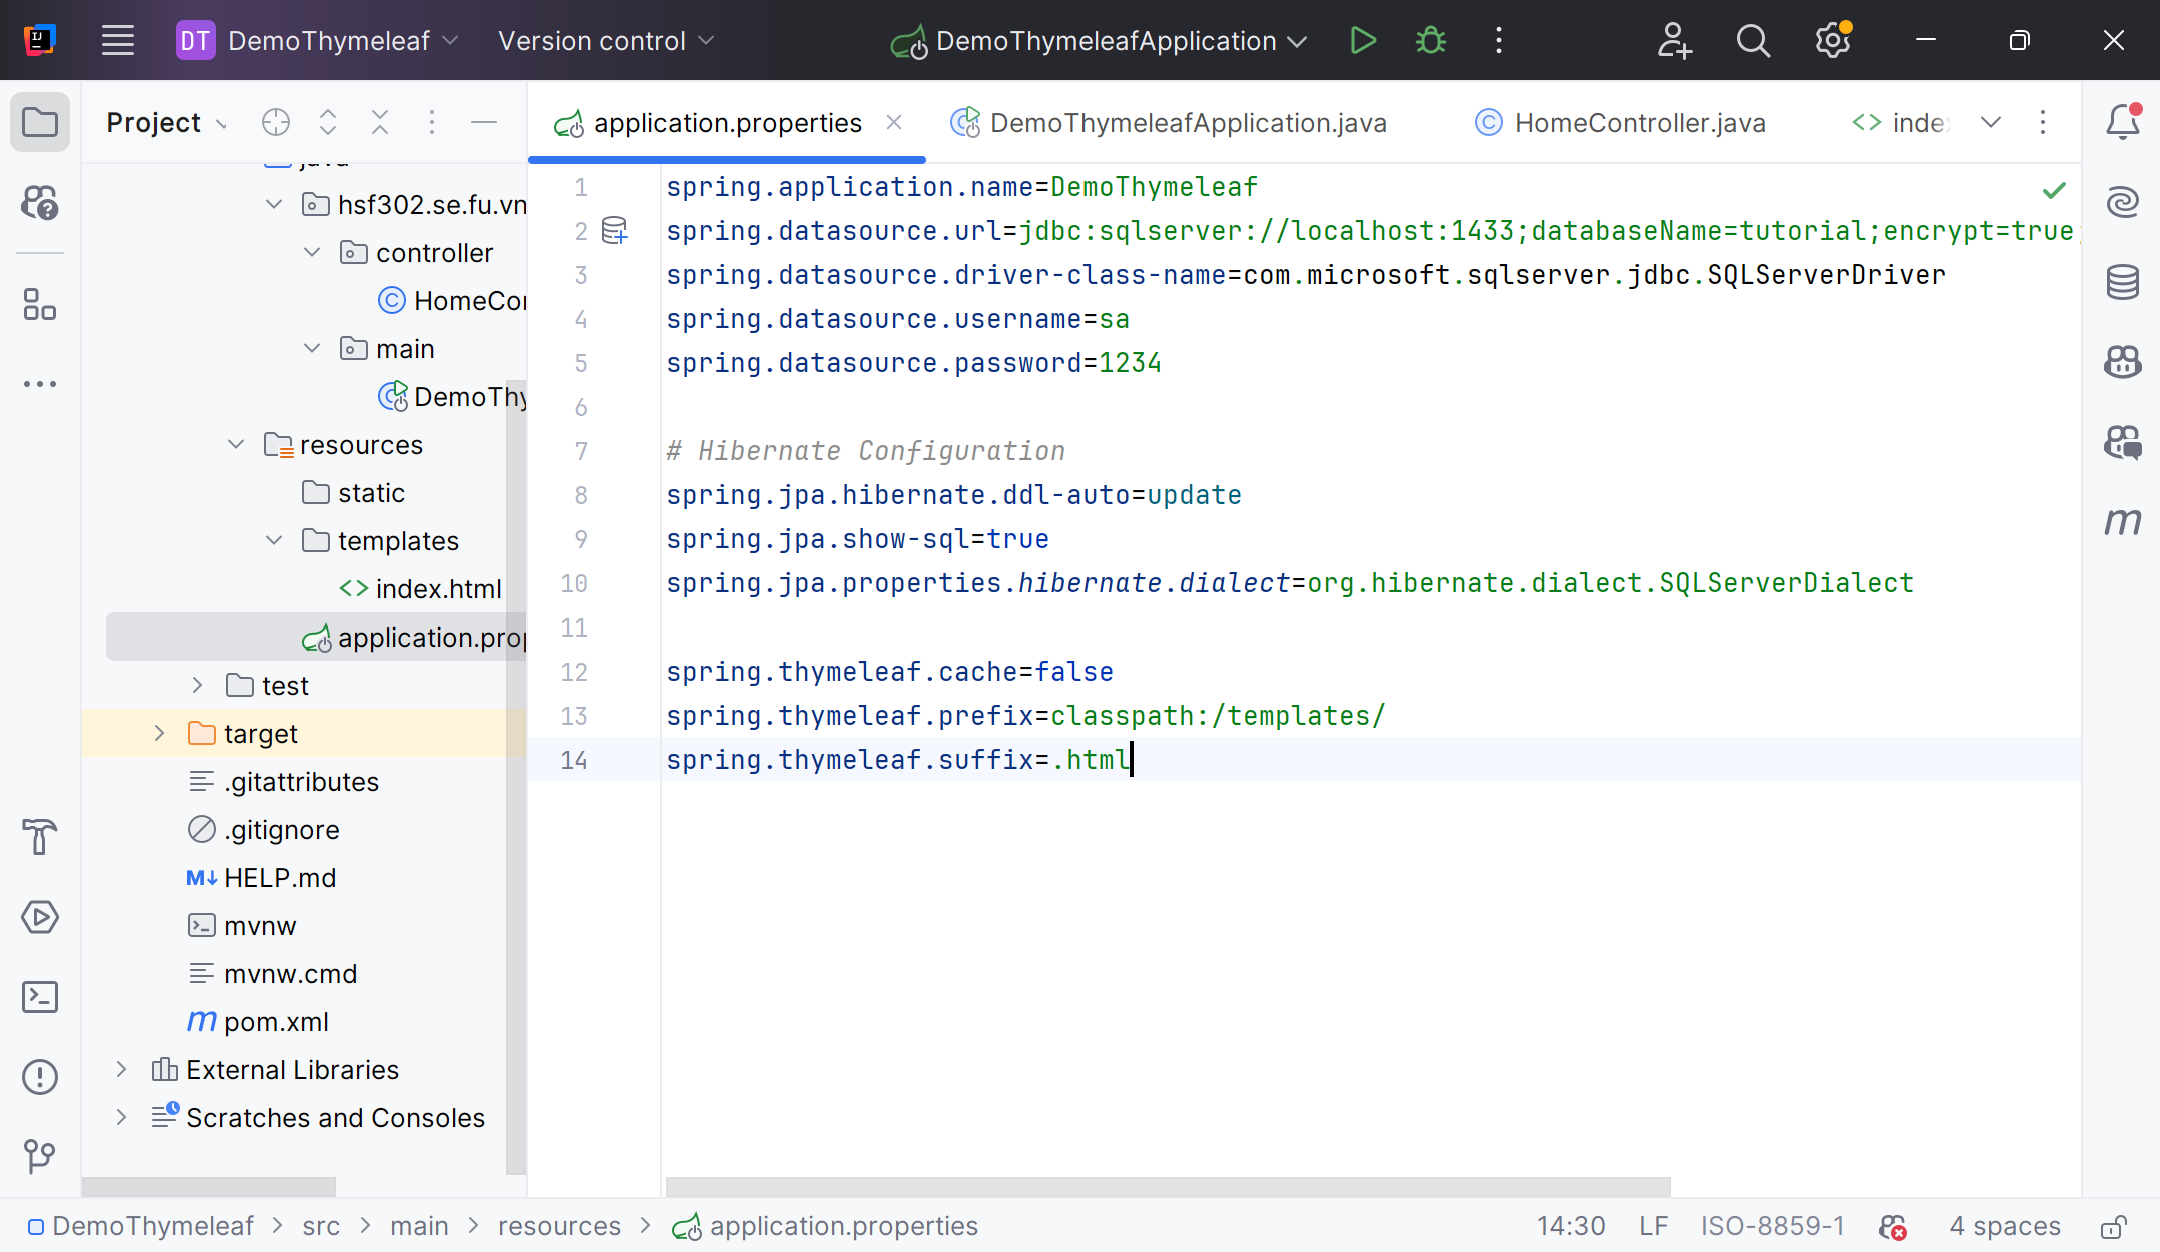 DT DemoThymeleaf Version control DemoThymeleafApplication
Project
application.properties DemoThymeleafApplication.java HomeController.java inde
java
hsf302.se.fu.vn
controller
HomeCon
main
DemoThy
resources
static
templates
index.html
application.prop
test
target
.gitattributes
.gitignore
M↓ HELP.md
mvnw
mvnw.cmd
m pom.xml
External Libraries
Scratches and Consoles
1 spring.application.name=DemoThymeleaf
2 spring.datasource.url=jdbc:sqlserver://localhost:1433;databaseName=tutorial;encrypt=true;
3 spring.datasource.driver-class-name=com.microsoft.sqlserver.jdbc.SQLServerDriver
4 spring.datasource.username=sa
5 spring.datasource.password=1234
6
7 # Hibernate Configuration
8 spring.jpa.hibernate.ddl-auto=update
9 spring.jpa.show-sql=true
10 spring.jpa.properties.hibernate.dialect=org.hibernate.dialect.SQLServerDialect
11
12 spring.thymeleaf.cache=false
13 spring.thymeleaf.prefix=classpath:/templates/
14 spring.thymeleaf.suffix=.html
m
DemoThymeleaf > src > main > resources > application.properties 14:30 LF ISO-8859-1 4 spaces